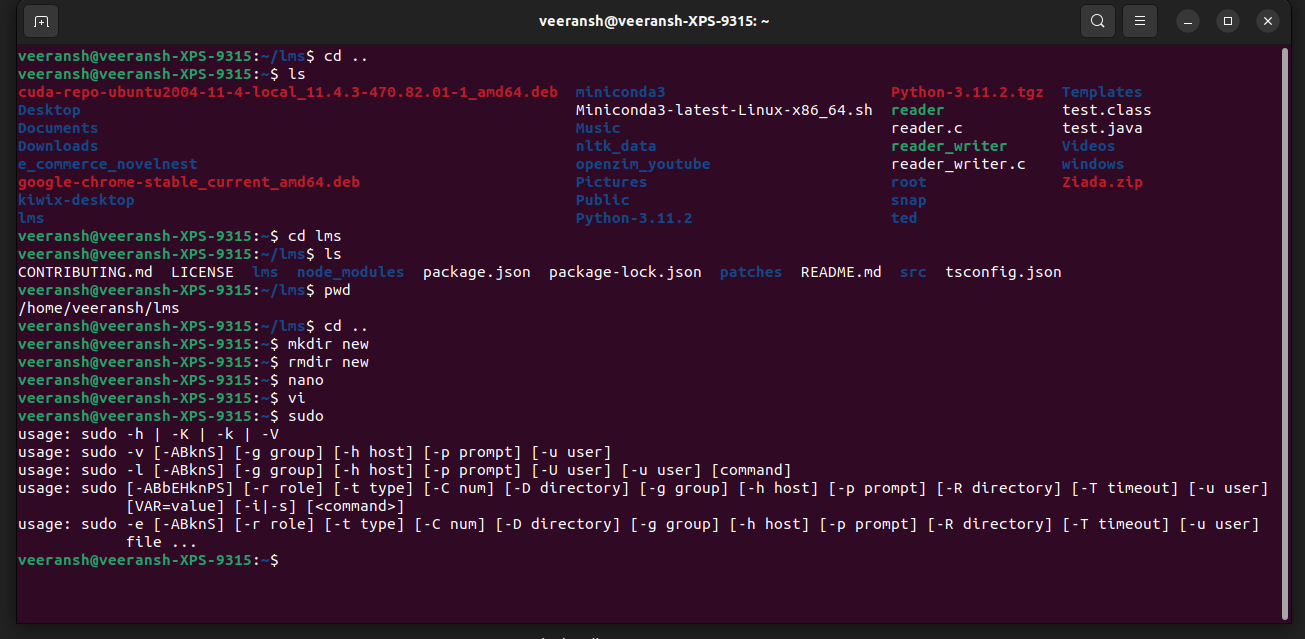 veeransh@veeransh-XPS-9315: ~
veeransh@veeransh-XPS-9315:~/lms$ cd ..
veeransh@veeransh-XPS-9315:~$ ls
cuda-repo-ubuntu2004-11-4-local_11.4.3-470.82.01-1_amd64.deb  miniconda3                          Python-3.11.2.tgz  Templates
Desktop                                                       Miniconda3-latest-Linux-x86_64.sh  reader             test.class
Documents                                                     Music                               reader.c           test.java
Downloads                                                     nltk_data                           reader_writer      Videos
e_commerce_novelnest                                          openzim_youtube                     reader_writer.c    windows
google-chrome-stable_current_amd64.deb                        Pictures                            root               Ziada.zip
kiwix-desktop                                                 Public                              snap
lms                                                           Python-3.11.2                       ted
veeransh@veeransh-XPS-9315:~$ cd lms
veeransh@veeransh-XPS-9315:~/lms$ ls
CONTRIBUTING.md  LICENSE  lms  node_modules  package.json  package-lock.json  patches  README.md  src  tsconfig.json
veeransh@veeransh-XPS-9315:~/lms$ pwd
/home/veeransh/lms
veeransh@veeransh-XPS-9315:~/lms$ cd ..
veeransh@veeransh-XPS-9315:~$ mkdir new
veeransh@veeransh-XPS-9315:~$ rmdir new
veeransh@veeransh-XPS-9315:~$ nano
veeransh@veeransh-XPS-9315:~$ vi
veeransh@veeransh-XPS-9315:~$ sudo
usage: sudo -h | -K | -k | -V
usage: sudo -v [-ABknS] [-g group] [-h host] [-p prompt] [-u user]
usage: sudo -l [-ABknS] [-g group] [-h host] [-p prompt] [-U user] [-u user] [command]
usage: sudo [-ABbEHknPS] [-r role] [-t type] [-C num] [-D directory] [-g group] [-h host] [-p prompt] [-R directory] [-T timeout] [-u user]
            [VAR=value] [-i|-s] [<command>]
usage: sudo -e [-ABknS] [-r role] [-t type] [-C num] [-D directory] [-g group] [-h host] [-p prompt] [-R directory] [-T timeout] [-u user]
            file ...
veeransh@veeransh-XPS-9315:~$